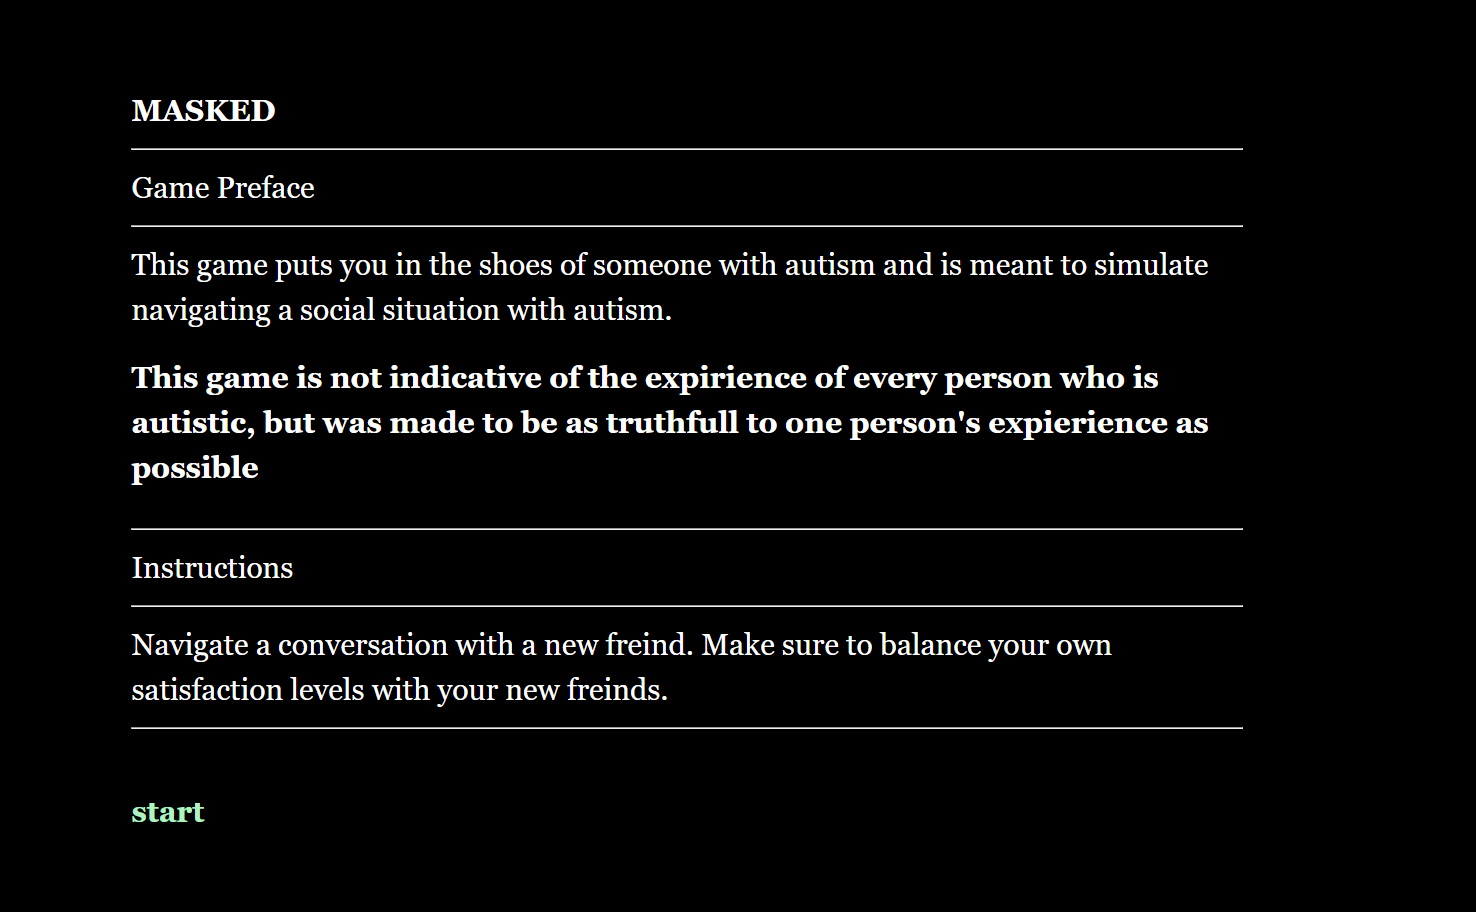 MASKED
Game Preface
This game puts you in the shoes of someone with autism and is meant to simulate
navigating a social situation with autism.
This game is not indicative of the expirience of every person who is
autistic, but was made to be as truthfull to one person's expierience as
possible
Instructions
Navigate a conversation with a new freind. Make sure to balance your own
satisfaction levels with your new freinds.
start